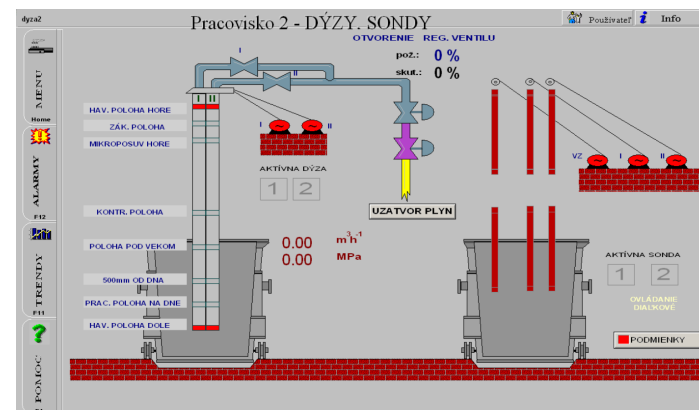 dyza2
Pracovisko 2 - DÝZY, SONDY
Používateľ
i Info
OTVORENIE REG. VENTILU
pož.: 0 %
skut.: 0 %
MENU
Home
ALARMY
F12
TRENDY
F11
? POMOC
I
II
I II
HAV. POLOHA HORE
ZÁK. POLOHA
MIKROPOSUV HORE
KONTR. POLOHA
POLOHA POD VEKOM
500mm OD DNA
PRAC. POLOHA NA DNE
HAV. POLOHA DOLE
I II
AKTÍVNA DÝZA
1 2
UZATVOR PLYN
0.00 m³h⁻¹
0.00 MPa
VZ I II
AKTÍVNA SONDA
1 2
OVLÁDANIE
DIAĽKOVÉ
PODMIENKY